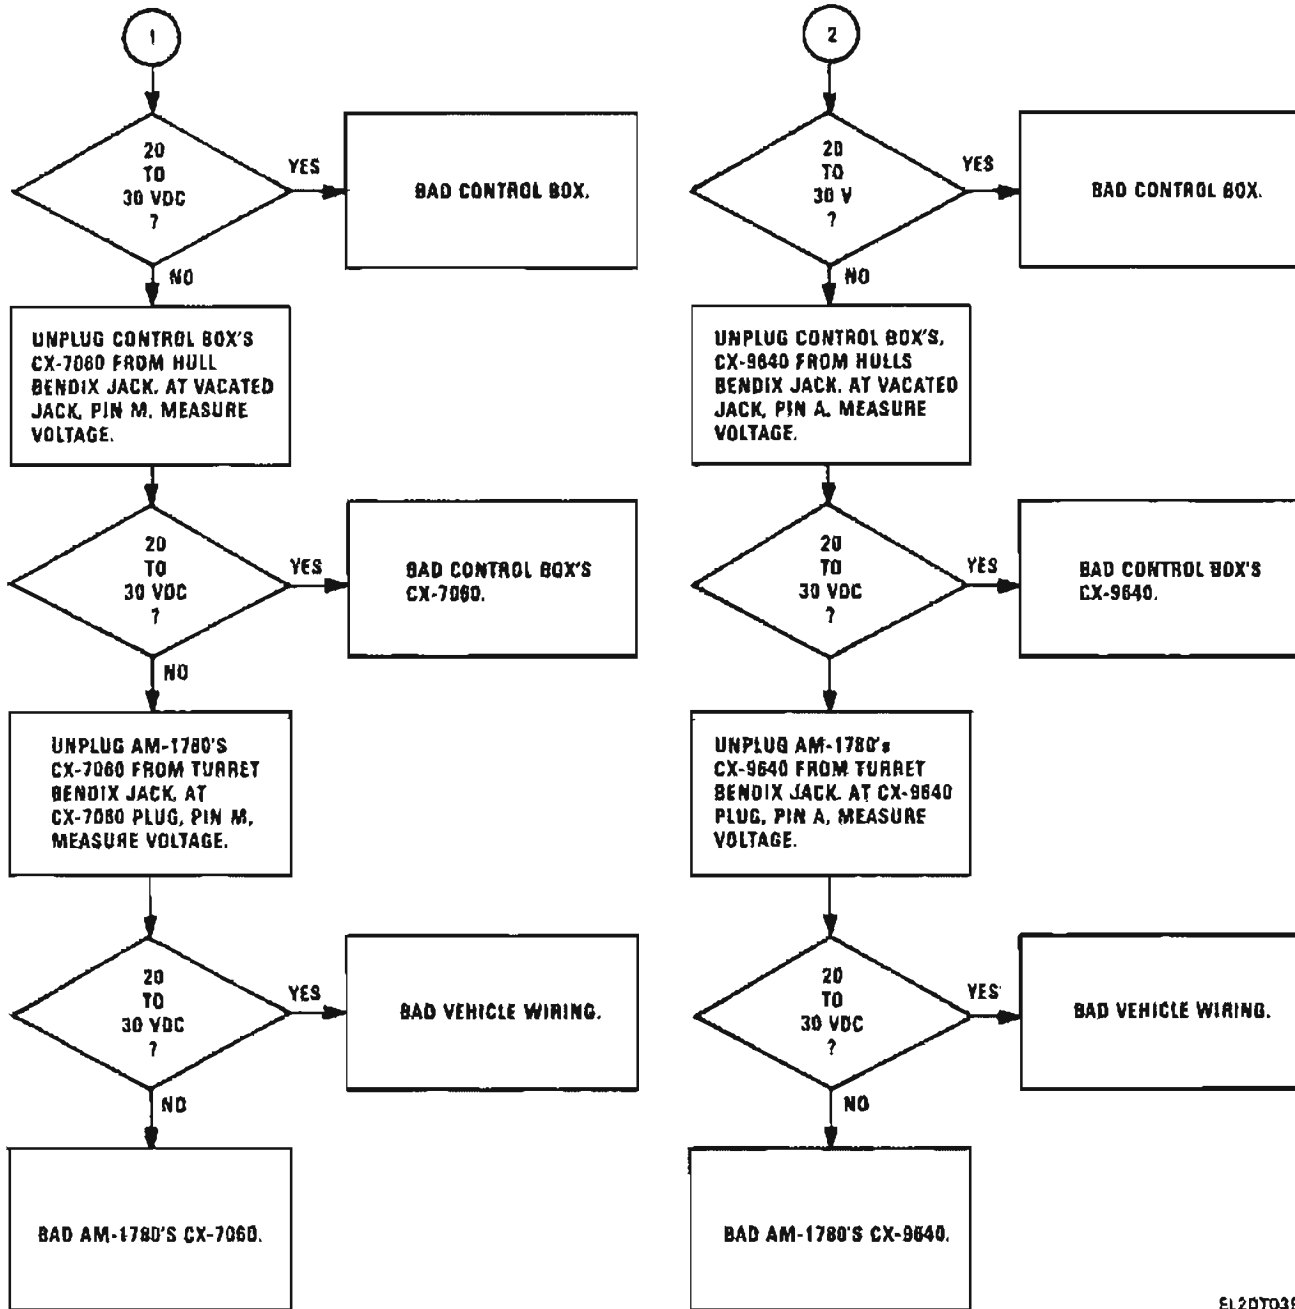 1
20
TO
30 VDC
?
YES
BAD CONTROL BOX.
NO
UNPLUG CONTROL BOX'S
CX-7060 FROM HULL
BENDIX JACK. AT VACATED
JACK, PIN M, MEASURE
VOLTAGE.
20
TO
30 VDC
?
YES
BAD CONTROL BOX'S
CX-7060.
NO
UNPLUG AM-1780'S
CX-7060 FROM TURRET
BENDIX JACK, AT
CX-7060 PLUG, PIN M,
MEASURE VOLTAGE.
20
TO
30 VDC
?
YES
BAD VEHICLE WIRING.
NO
BAD AM-1780'S CX-7060.
2
20
TO
30 V
?
YES
BAD CONTROL BOX.
NO
UNPLUG CONTROL BOX'S,
CX-9640 FROM HULLS
BENDIX JACK. AT VACATED
JACK, PIN A, MEASURE
VOLTAGE.
20
TO
30 VDC
?
YES
BAD CONTROL BOX'S
CX-9640.
UNPLUG AM-1780's
CX-9640 FROM TURRET
BENDIX JACK. AT CX-9640
PLUG, PIN A, MEASURE
VOLTAGE.
20
TO
30 VDC
?
YES
BAD VEHICLE WIRING.
NO
BAD AM-1780'S CX-9640.